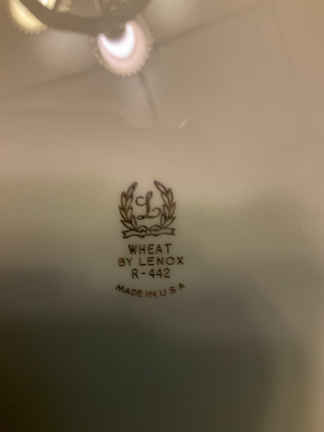 L
WHEAT
BY LENOX
R-442
MADE IN U S A